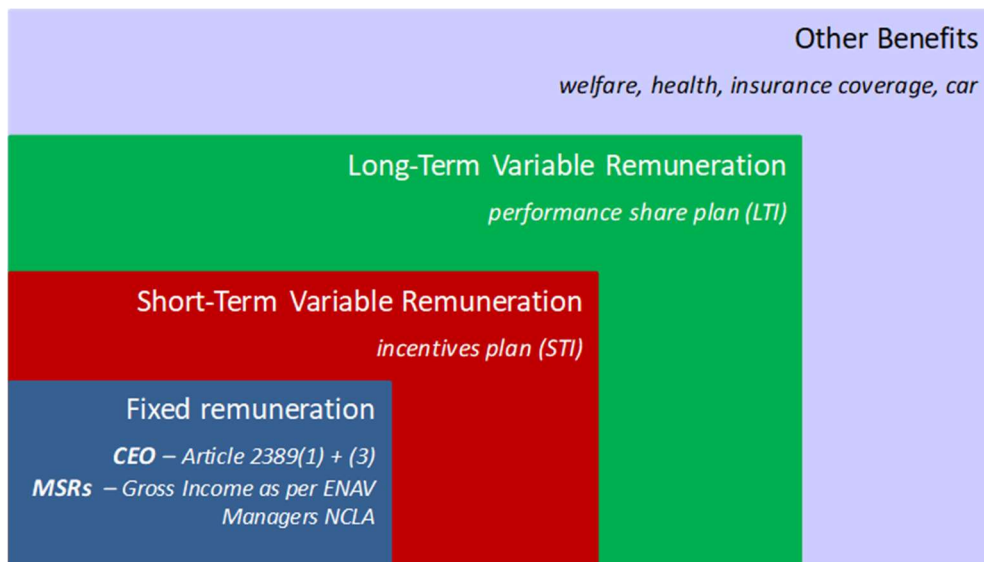 Other Benefits
welfare, health, insurance coverage, car
Long-Term Variable Remuneration
performance share plan (LTI)
Short-Term Variable Remuneration
incentives plan (STI)
Fixed remuneration
CEO – Article 2389(1) + (3)
MSRs – Gross Income as per ENAV
Managers NCLA